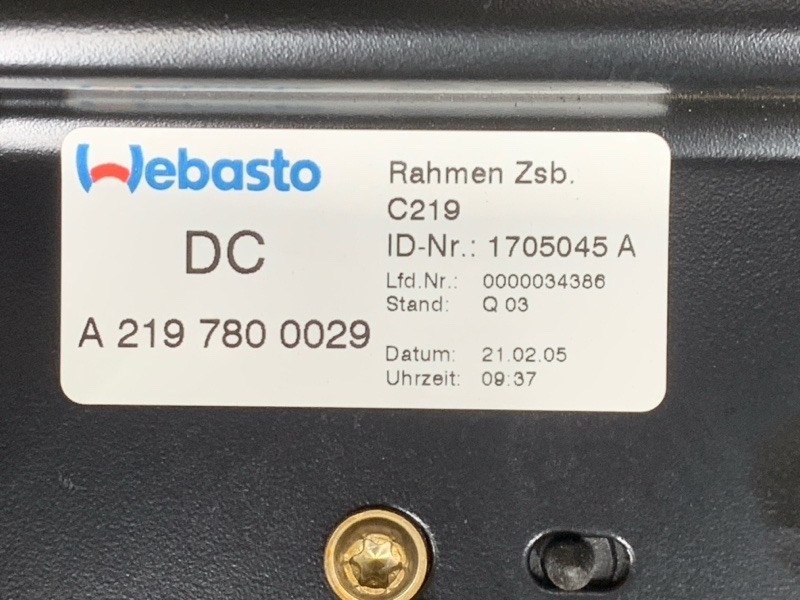 Webasto
DC
A 219 780 0029
Rahmen Zsb.
C219
ID-Nr.: 1705045 A
Lfd.Nr.: 0000034386
Stand: Q 03
Datum: 21.02.05
Uhrzeit: 09:37